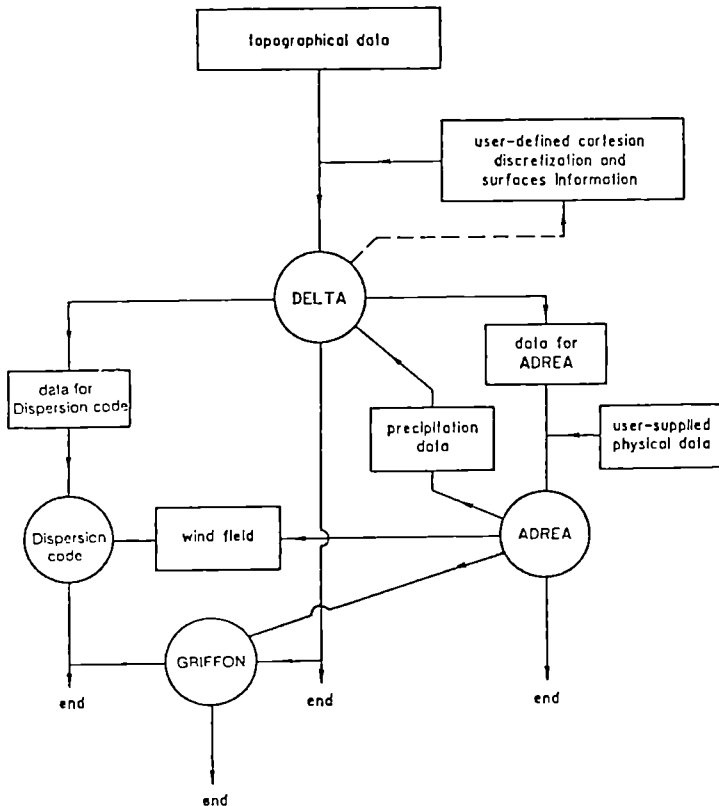 topographical data
user-defined cartesian
discretization and
surfaces Information
DELTA
data for
Dispersion code
data for
ADREA
precipitation
data
user-supplied
physical data
Dispersion
code
wind field
ADREA
GRIFFON
end
end
end
end